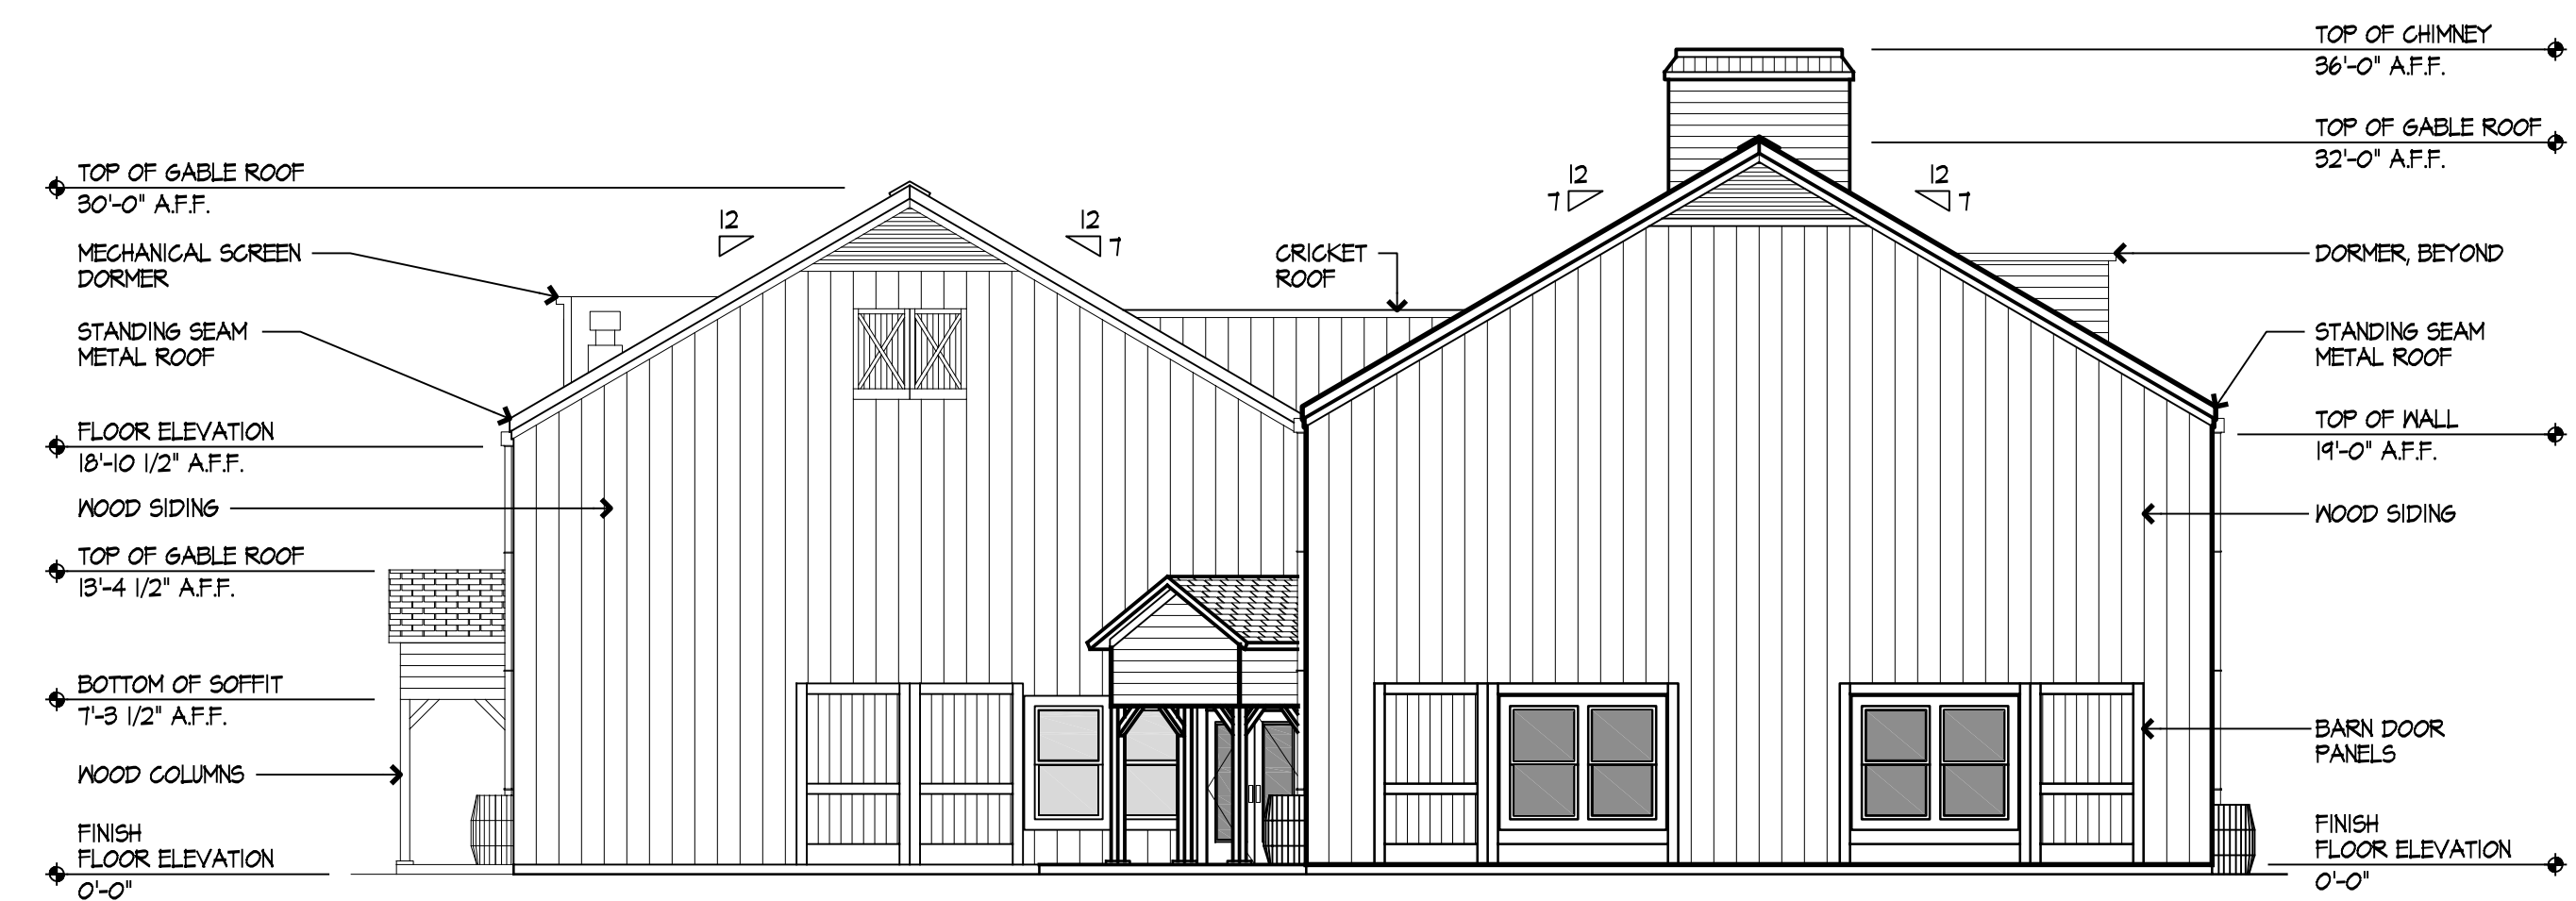 TOP OF GABLE ROOF
30'-0" A.F.F.
MECHANICAL SCREEN
DORMER
STANDING SEAM
METAL ROOF
FLOOR ELEVATION
18'-10 1/2" A.F.F.
WOOD SIDING
TOP OF GABLE ROOF
13'-4 1/2" A.F.F.
BOTTOM OF SOFFIT
7'-3 1/2" A.F.F.
WOOD COLUMNS
FINISH
FLOOR ELEVATION
0'-0"
12
12
7
CRICKET
ROOF
12
7
12
7
TOP OF CHIMNEY
36'-0" A.F.F.
TOP OF GABLE ROOF
32'-0" A.F.F.
DORMER, BEYOND
STANDING SEAM
METAL ROOF
TOP OF WALL
19'-0" A.F.F.
WOOD SIDING
BARN DOOR
PANELS
FINISH
FLOOR ELEVATION
0'-0"